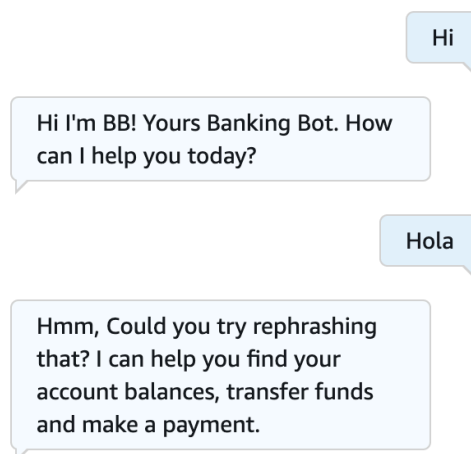 Hi
Hi I'm BB! Yours Banking Bot. How
can I help you today?
Hola
Hmm, Could you try rephrashing
that? I can help you find your
account balances, transfer funds
and make a payment.